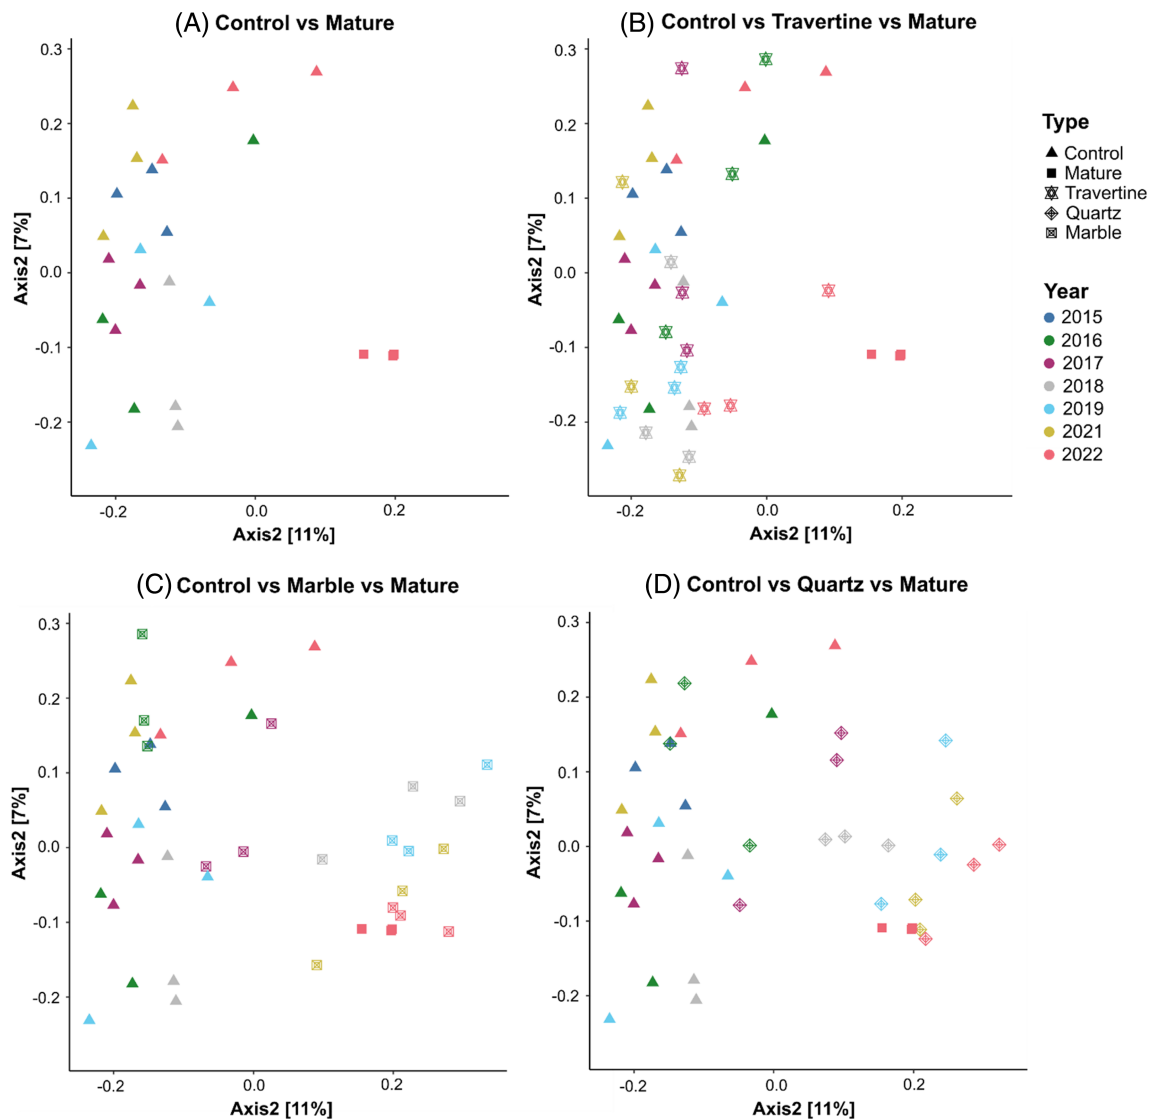 (A) Control vs Mature
0.3
0.2
0.1
0.0
-0.1
-0.2
Axis2 [7%]
-0.2 0.0 0.2
Axis2 [11%]
(B) Control vs Travertine vs Mature
0.3
0.2
0.1
0.0
-0.1
-0.2
Axis2 [7%]
-0.2 0.0 0.2
Axis2 [11%]
Type
Control
Mature
Travertine
Quartz
Marble
Year
2015
2016
2017
2018
2019
2021
2022
(C) Control vs Marble vs Mature
0.3
0.2
0.1
0.0
-0.1
-0.2
Axis2 [7%]
-0.2 0.0 0.2
Axis2 [11%]
(D) Control vs Quartz vs Mature
0.3
0.2
0.1
0.0
-0.1
-0.2
Axis2 [7%]
-0.2 0.0 0.2
Axis2 [11%]